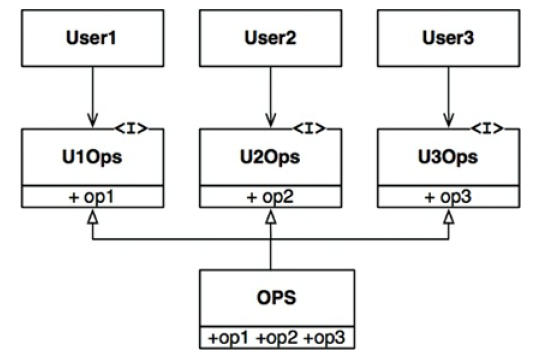 User1 User2 User3
<I> <I> <I>
U1Ops U2Ops U3Ops
+ op1 + op2 + op3
OPS
+op1 +op2 +op3